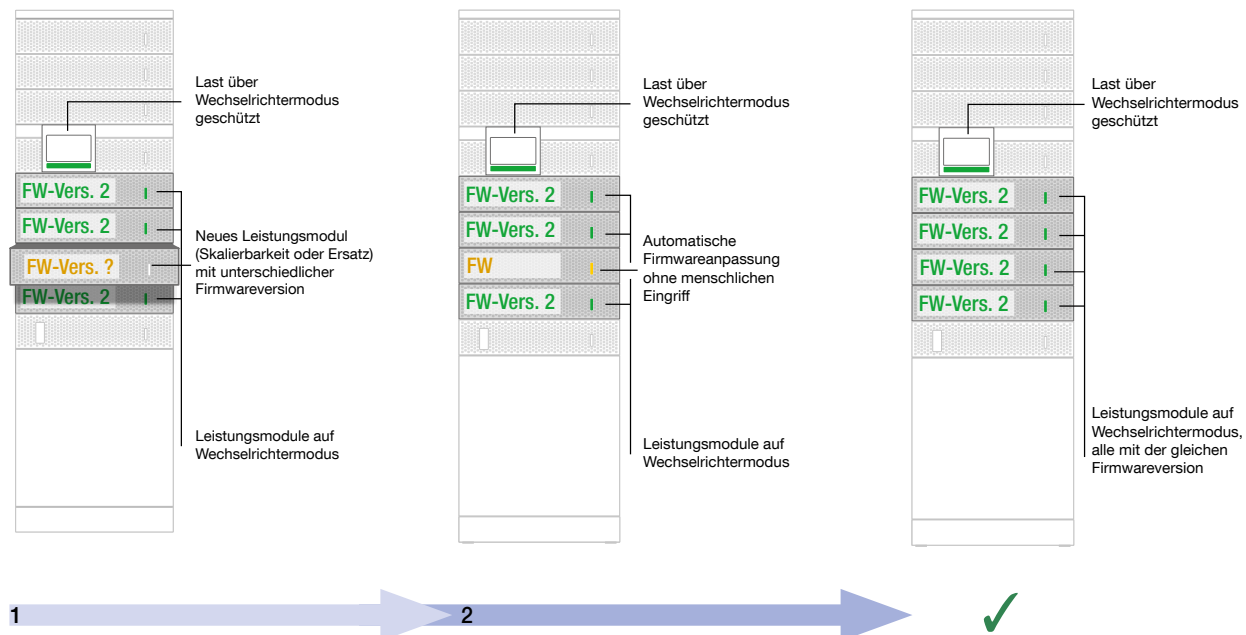 Last über
Wechselrichtermodus
geschützt
FW-Vers. 2
FW-Vers. 2
FW-Vers. ?
FW-Vers. 2
Neues Leistungsmodul
(Skalierbarkeit oder Ersatz)
mit unterschiedlicher
Firmwareversion
Leistungsmodule auf
Wechselrichtermodus
Last über
Wechselrichtermodus
geschützt
FW-Vers. 2
FW-Vers. 2
FW
FW-Vers. 2
Automatische
Firmwareanpassung
ohne menschlichen
Eingriff
Leistungsmodule auf
Wechselrichtermodus
Last über
Wechselrichtermodus
geschützt
FW-Vers. 2
FW-Vers. 2
FW-Vers. 2
FW-Vers. 2
Leistungsmodule auf
Wechselrichtermodus,
alle mit der gleichen
Firmwareversion
1
2